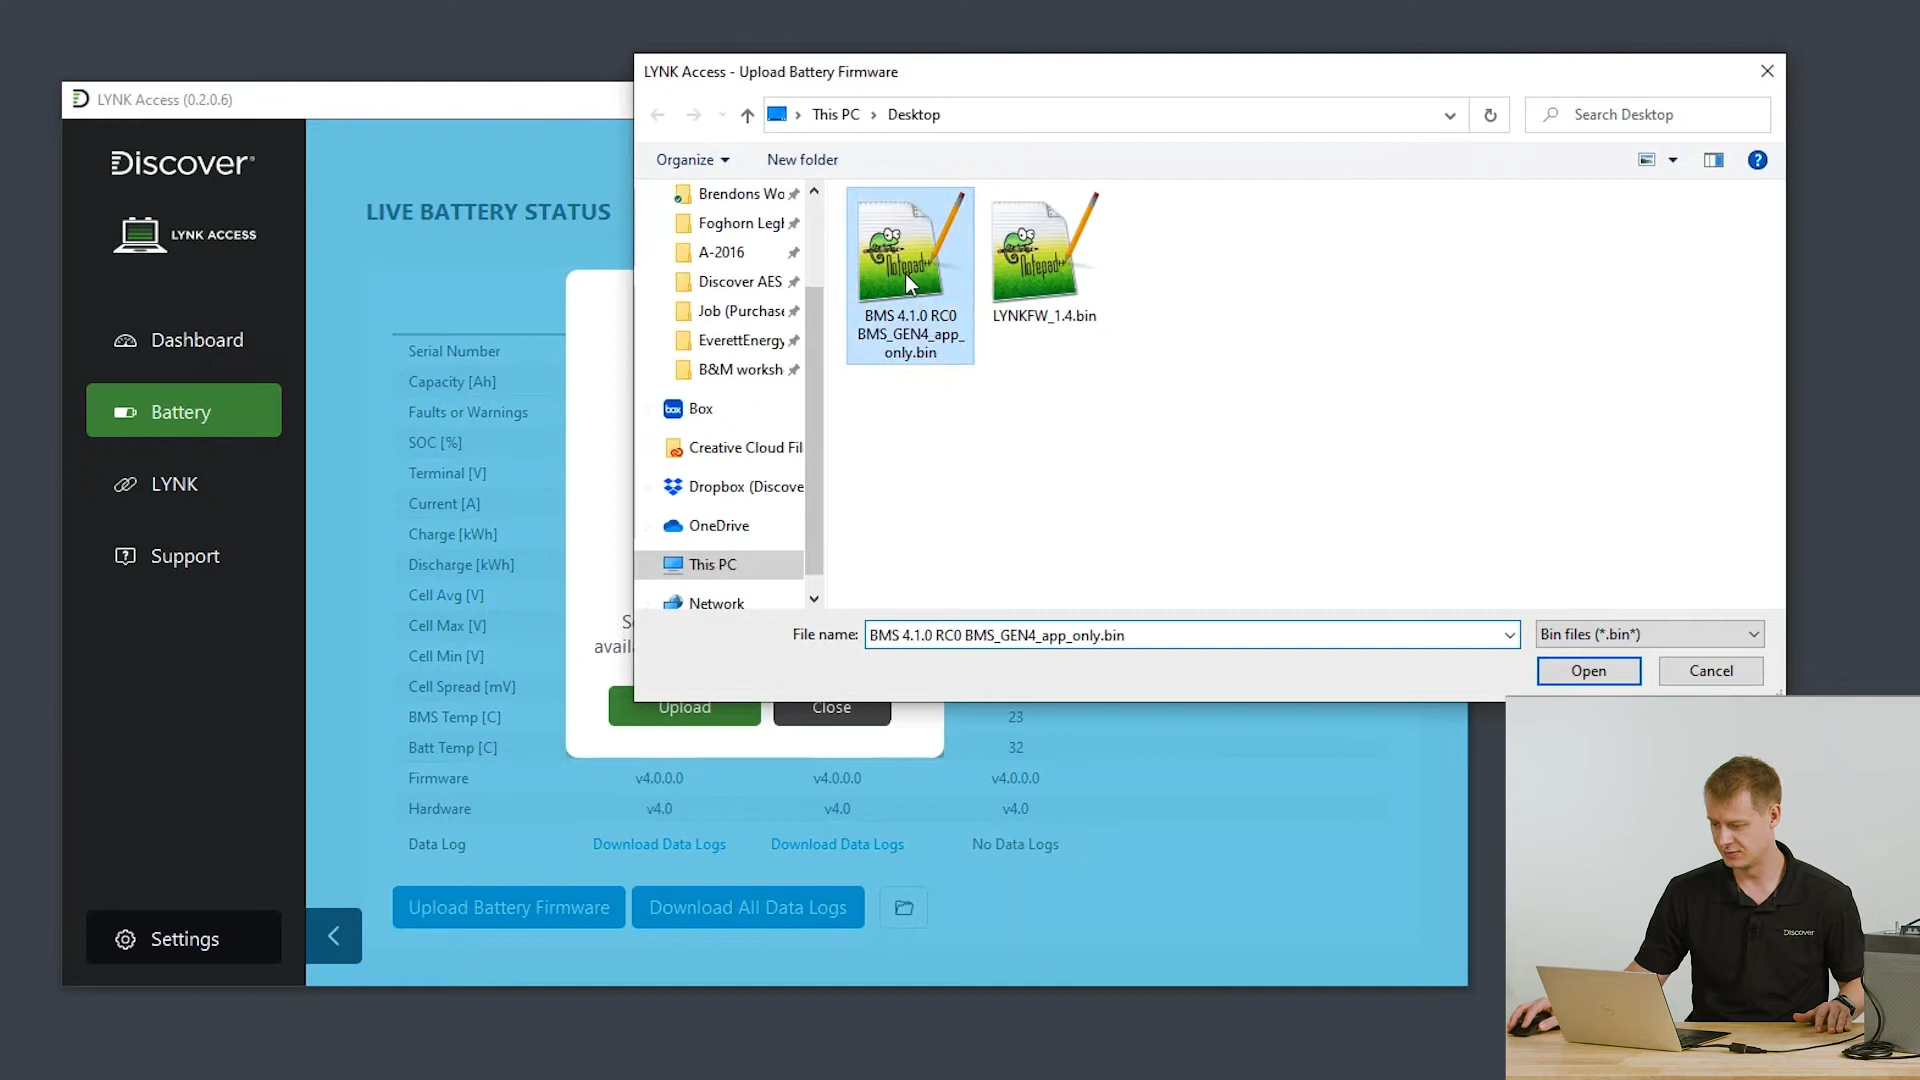 LYNK Access (0.2.0.6)
Discover
LYNK ACCESS
Dashboard
Battery
LYNK
Support
Settings
LIVE BATTERY STATUS
Serial Number
Capacity [Ah]
Faults or Warnings
SOC [%]
Terminal [V]
Current [A]
Charge [kWh]
Discharge [kWh]
Cell Avg [V]
Cell Max [V]
Cell Min [V]
Cell Spread [mV]
BMS Temp [C] 23
Batt Temp [C] 32
Firmware v4.0.0.0 v4.0.0.0 v4.0.0.0
Hardware v4.0 v4.0 v4.0
Data Log Download Data Logs Download Data Logs No Data Logs
Upload Battery Firmware Download All Data Logs
Upload Close
LYNK Access - Upload Battery Firmware
This PC Desktop
Search Desktop
Organize New folder
Brendons Wo
Foghorn Legh
A-2016
Discover AES
Job (Purchase
EverettEnergy
B&M worksh
box Box
Creative Cloud Fil
Dropbox (Discove
OneDrive
This PC
Network
Notepad++
BMS 4.1.0 RC0
BMS_GEN4_app_
only.bin
Notepad++
LYNKFW_1.4.bin
File name: BMS 4.1.0 RC0 BMS_GEN4_app_only.bin Bin files (*.bin*)
Open Cancel
Discover